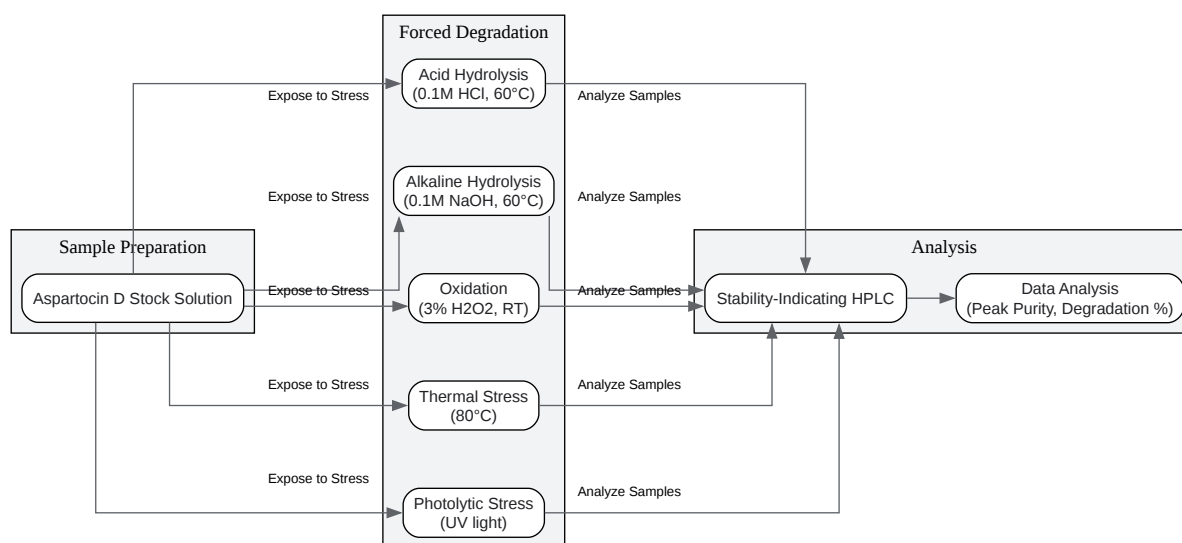 Forced Degradation
Acid Hydrolysis
(0.1M HCl, 60°C)
Expose to Stress
Analyze Samples
Alkaline Hydrolysis
(0.1M NaOH, 60°C)
Expose to Stress
Analyze Samples
Sample Preparation
Aspartocin D Stock Solution
Expose to Stress
Oxidation
(3% H2O2, RT)
Analyze Samples
Analysis
Stability-Indicating HPLC
Data Analysis
(Peak Purity, Degradation %)
Expose to Stress
Thermal Stress
(80°C)
Analyze Samples
Expose to Stress
Photolytic Stress
(UV light)
Analyze Samples